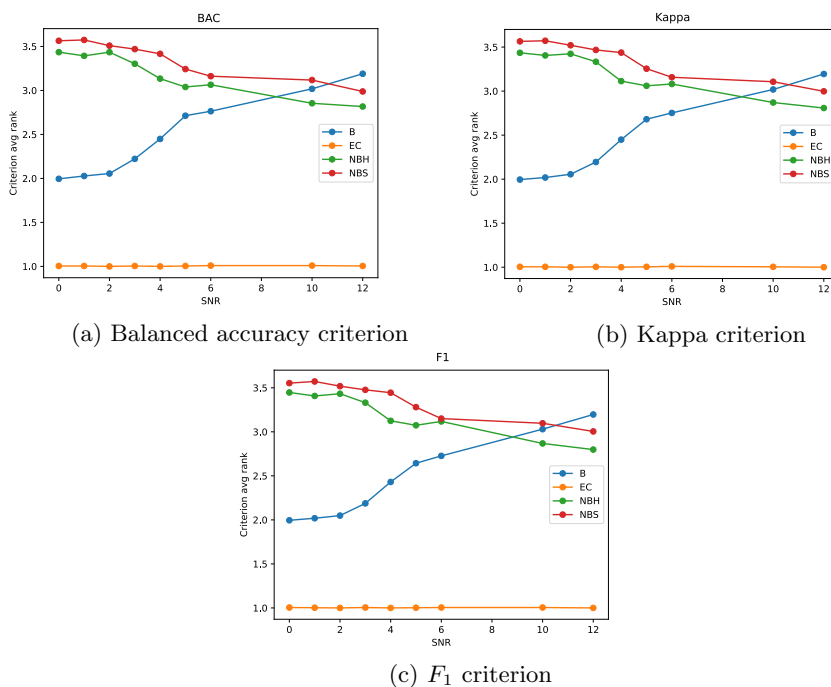 BAC
Criterion avg rank
3.5
3.0
2.5
2.0
1.5
1.0
B
EC
NBH
NBS
0 2 4 6 8 10 12
SNR
(a) Balanced accuracy criterion
Kappa
Criterion avg rank
3.5
3.0
2.5
2.0
1.5
1.0
B
EC
NBH
NBS
0 2 4 6 8 10 12
SNR
(b) Kappa criterion
F1
Criterion avg rank
3.5
3.0
2.5
2.0
1.5
1.0
B
EC
NBH
NBS
0 2 4 6 8 10 12
SNR
(c) F₁ criterion